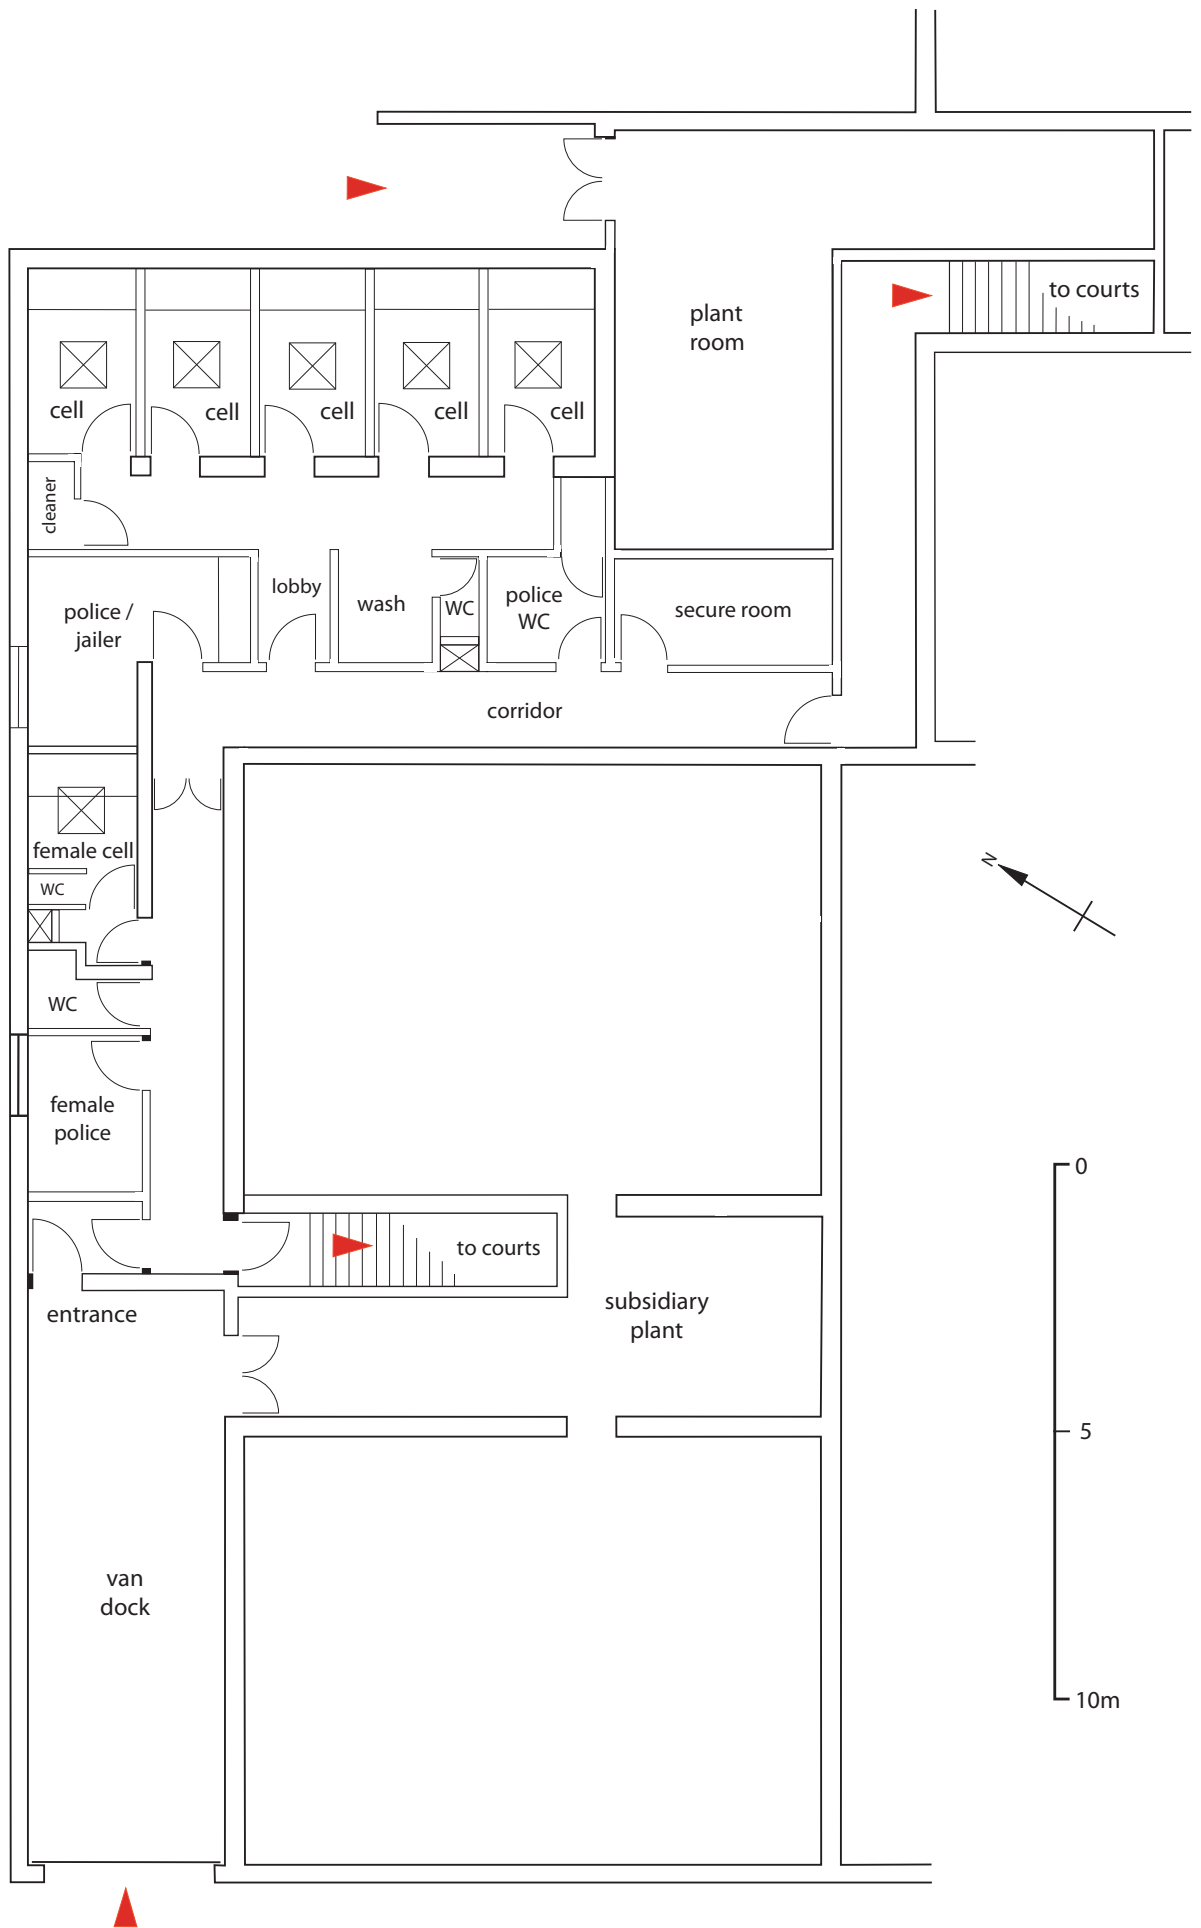 to courts
plant
room
cell
cell
cell
cell
cell
cleaner
lobby
wash
WC
police
WC
secure room
police /
jailer
corridor
N
female cell
WC
WC
female
police
to courts
entrance
subsidiary
plant
van
dock
0
5
10m